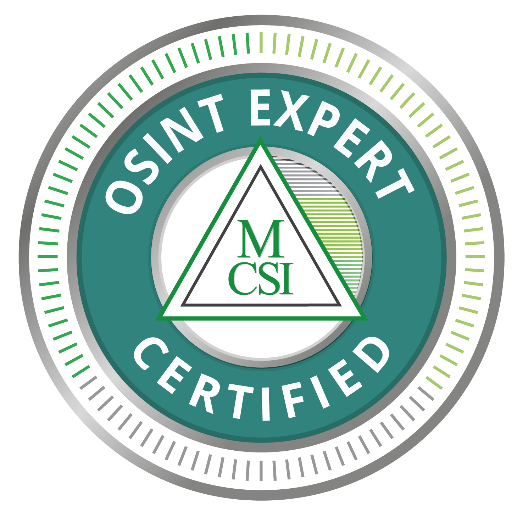 OSINT EXPERT
M
CSI
CERTIFIED